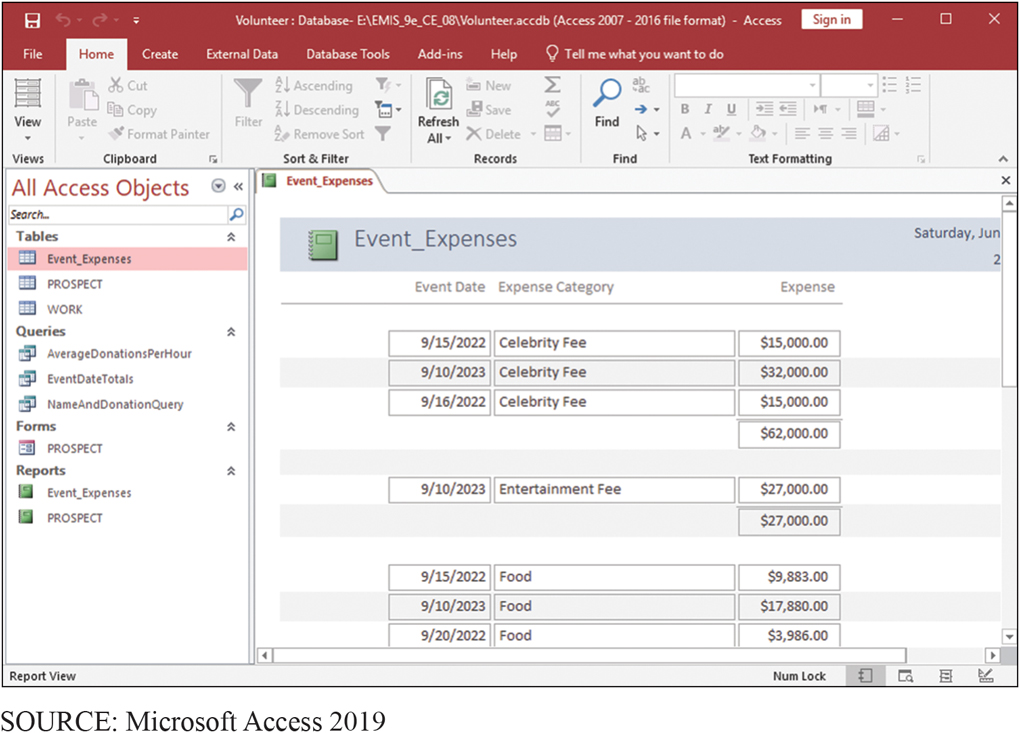 Volunteer : Database- E:\EMIS_9e_CE_08\Volunteer.accdb (Access 2007 - 2016 file format) - Access Sign in
File Home Create External Data Database Tools Add-ins Help Tell me what you want to do
View
Views
Paste
Cut
Copy
Format Painter
Clipboard
Filter
Ascending
Descending
Remove Sort
Sort & Filter
Refresh
All
New
Save
Delete
Records
Find
Find
B I U
A
Text Formatting
All Access Objects
Search...
Tables
Event_Expenses
PROSPECT
WORK
Queries
AverageDonationsPerHour
EventDateTotals
NameAndDonationQuery
Forms
PROSPECT
Reports
Event_Expenses
PROSPECT
Event_Expenses
Event_Expenses Saturday, Jun
2
Event Date Expense Category Expense
9/15/2022 Celebrity Fee $15,000.00
9/10/2023 Celebrity Fee $32,000.00
9/16/2022 Celebrity Fee $15,000.00
$62,000.00
9/10/2023 Entertainment Fee $27,000.00
$27,000.00
9/15/2022 Food $9,883.00
9/10/2023 Food $17,880.00
9/20/2022 Food $3,986.00
Report View Num Lock
SOURCE: Microsoft Access 2019